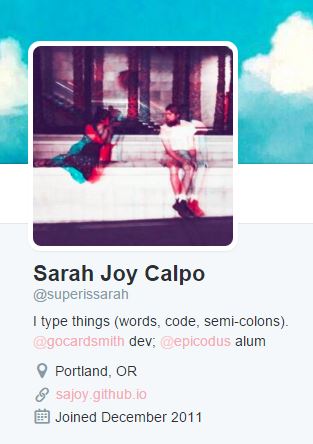 Sarah Joy Calpo
@superissarah
I type things (words, code, semi-colons).
@gocardsmith dev; @epicodus alum
Portland, OR
sajoy.github.io
Joined December 2011